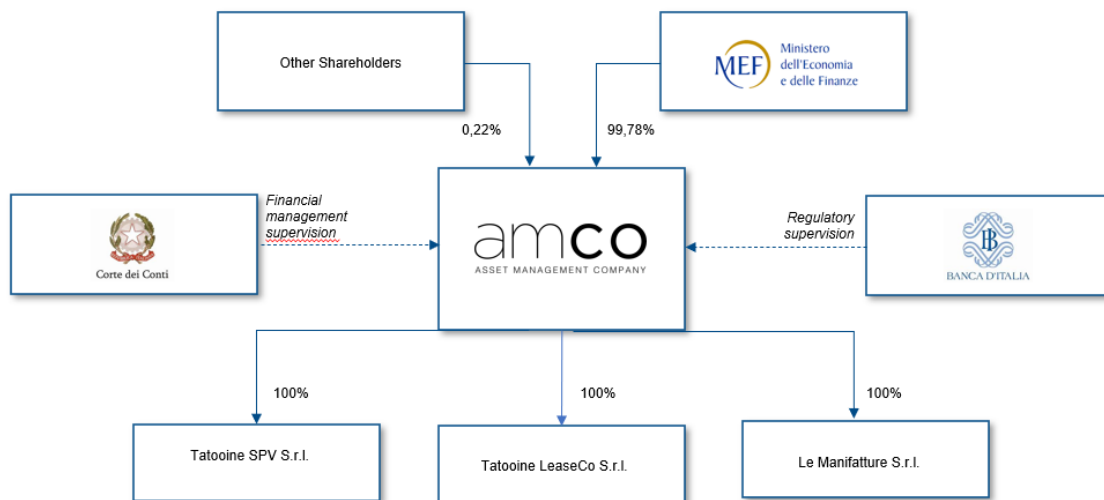 Other Shareholders
MEF
Ministero
dell'Economia
e delle Finanze
0,22%
99,78%
Financial
management
supervision
Corte dei Conti
amco
ASSET MANAGEMENT COMPANY
Regulatory
supervision
BANCA D'ITALIA
100%
100%
100%
Tatooine SPV S.r.l.
Tatooine LeaseCo S.r.l.
Le Manifatture S.r.l.